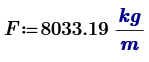 F := 8033.19 kg/m